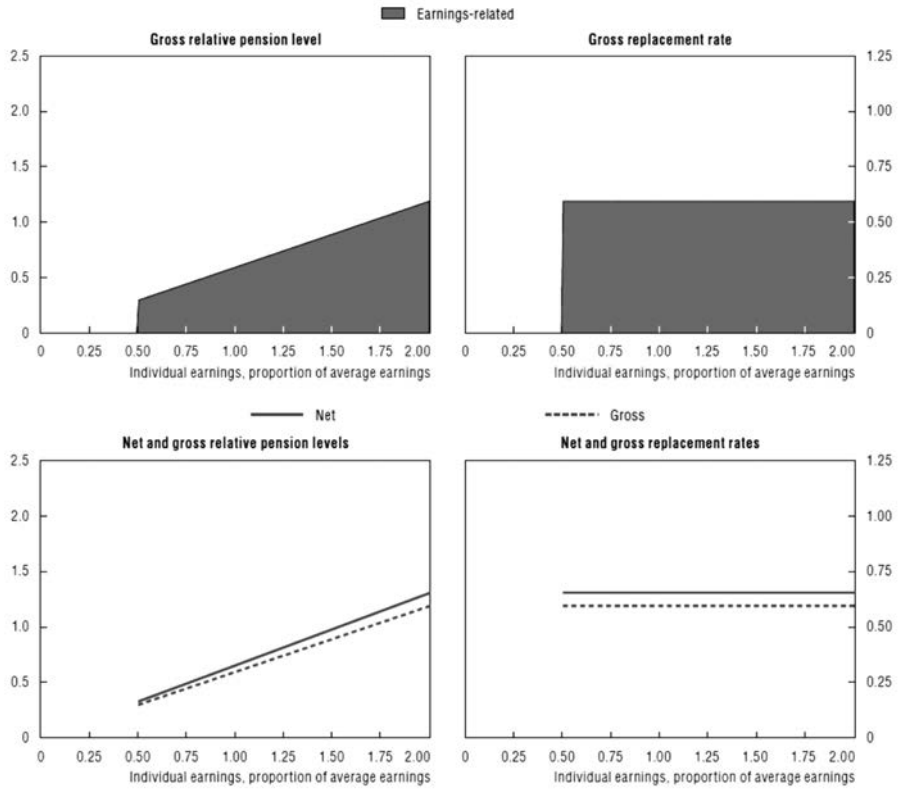 Earnings-related
Gross relative pension level
2.5
2.0
1.5
1.0
0.5
0
0 0.25 0.50 0.75 1.00 1.25 1.50 1.75 2.00
Individual earnings, proportion of average earnings
Gross replacement rate
1.25
1.00
0.75
0.50
0.25
0
0 0.25 0.50 0.75 1.00 1.25 1.50 1.75 2.00
Individual earnings, proportion of average earnings
Net Gross
Net and gross relative pension levels
2.5
2.0
1.5
1.0
0.5
0
0 0.25 0.50 0.75 1.00 1.25 1.50 1.75 2.00
Individual earnings, proportion of average earnings
Net and gross replacement rates
1.25
1.00
0.75
0.50
0.25
0
0 0.25 0.50 0.75 1.00 1.25 1.50 1.75 2.00
Individual earnings, proportion of average earnings